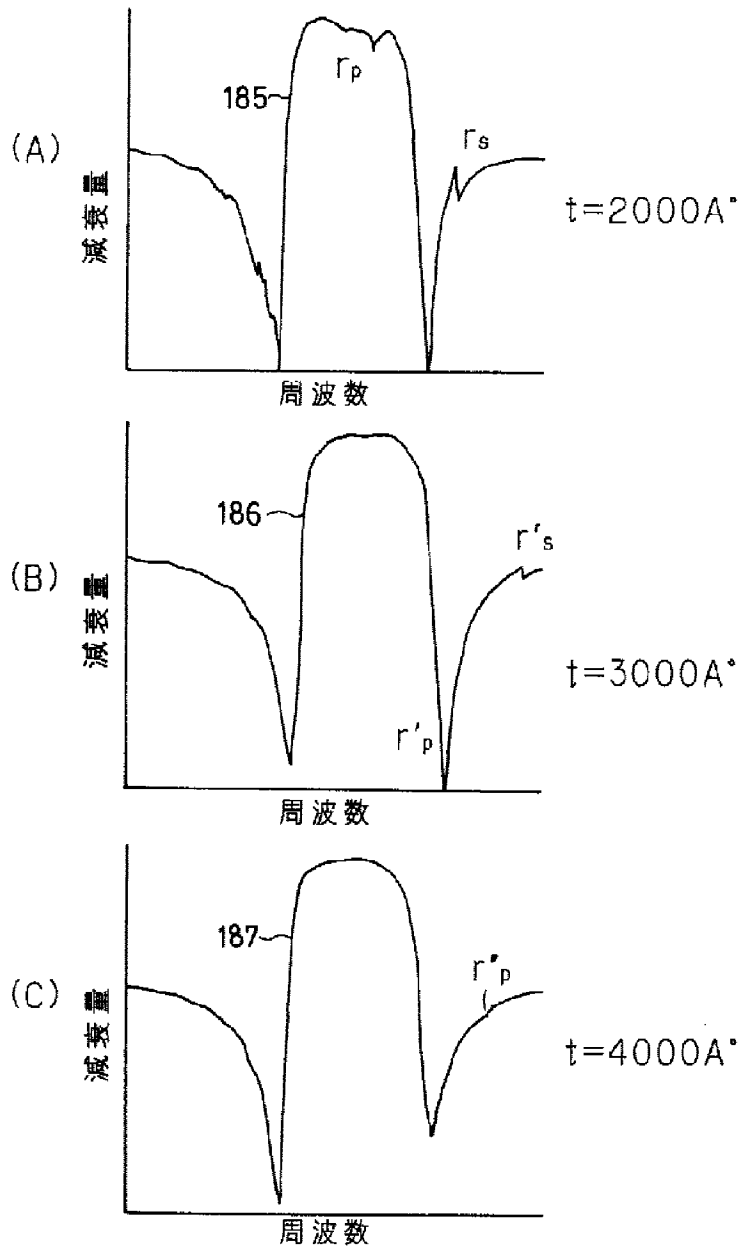 (A)
減衰量
185
rp
rs
t=2000A°
周波数
(B)
減衰量
186
r's
r'p
t=3000A°
周波数
(C)
減衰量
187
r"p
t=4000A°
周波数